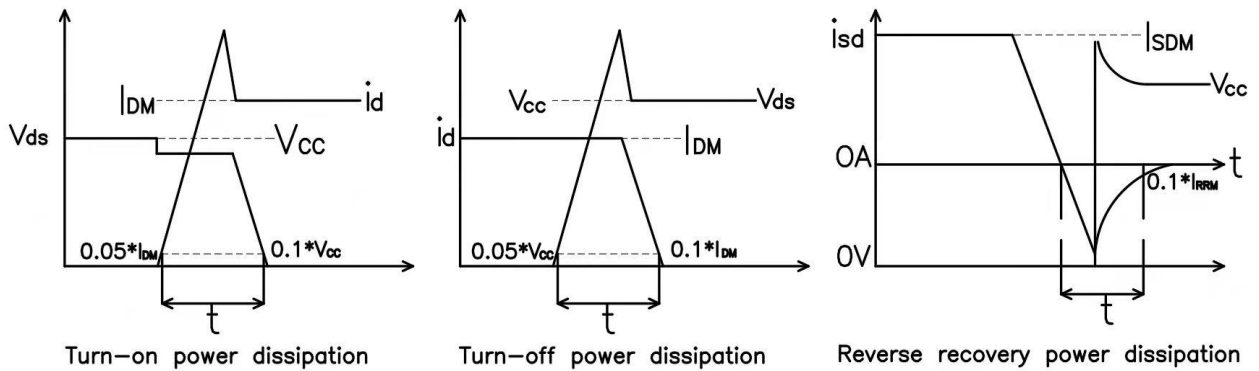 IDM
id
Vds
VCC
0.05*IDM
0.1*VCC
t
Turn-on power dissipation
VCC
Vds
id
IDM
0.05*VCC
0.1*IDM
t
Turn-off power dissipation
isd
ISDM
VCC
0A
t
0.1*IRRM
0V
t
Reverse recovery power dissipation